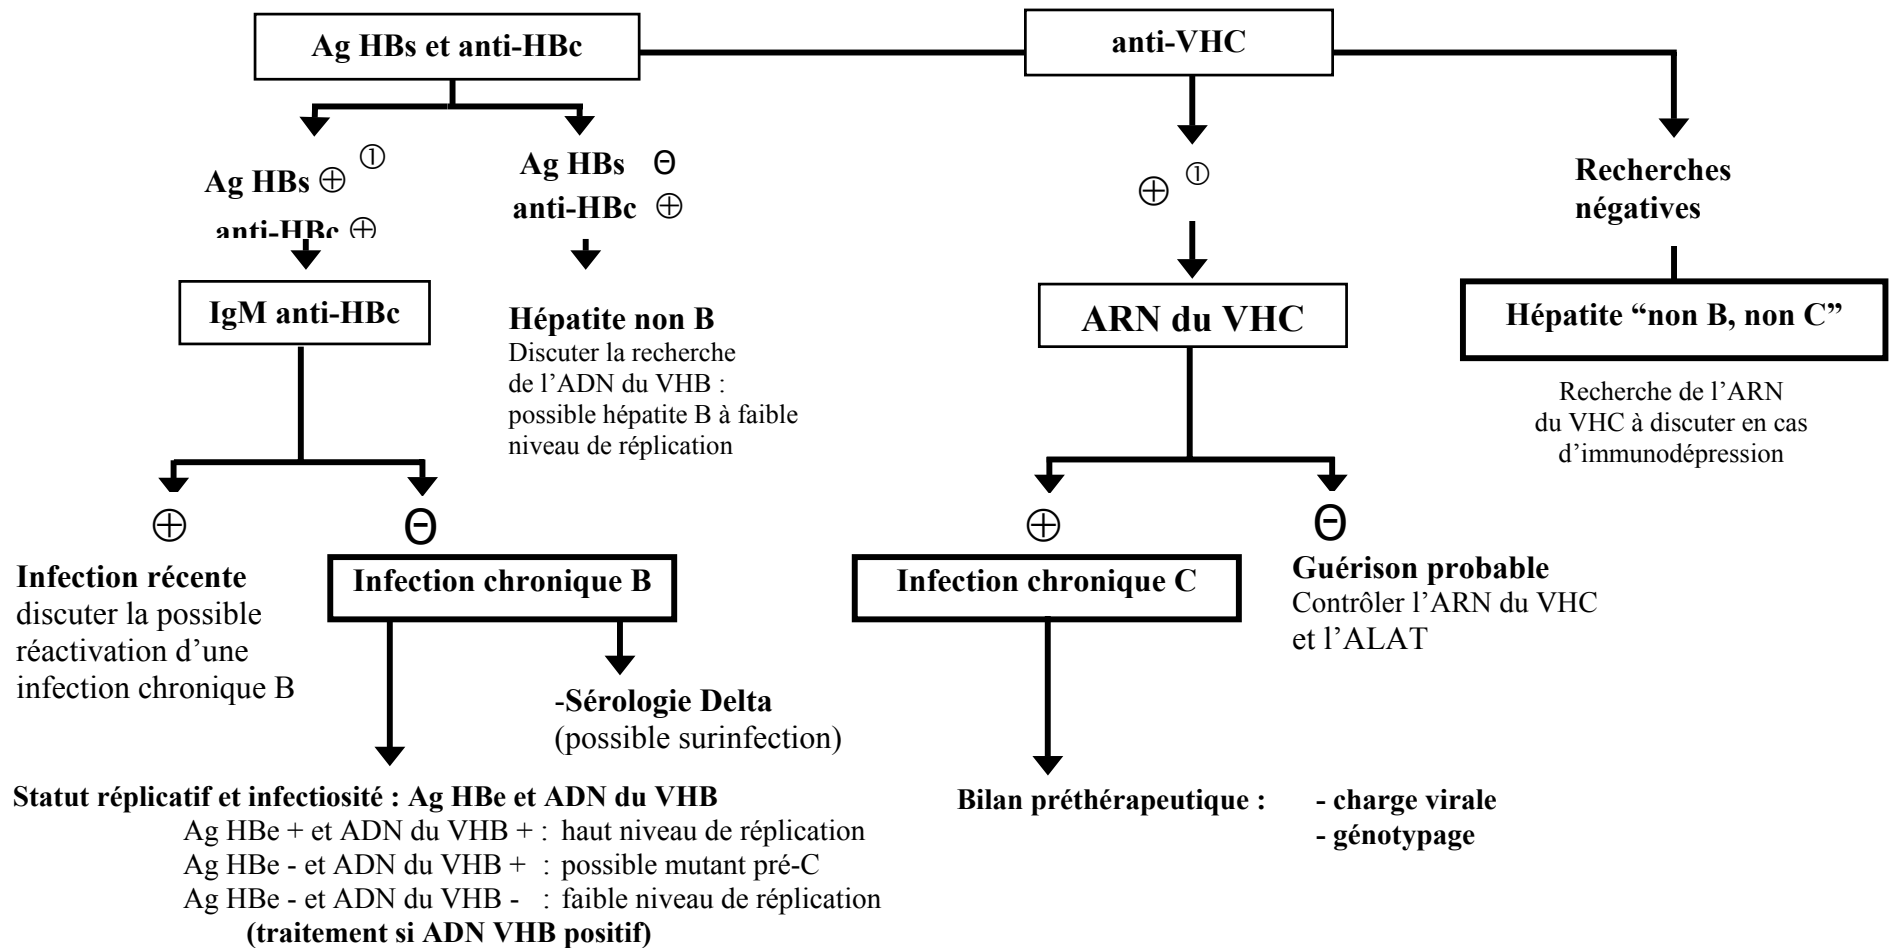 Ag HBs et anti-HBc
anti-VHC
Ag HBs ⊕ ①
anti-HBc ⊕
Ag HBs Θ
anti-HBc ⊕
⊕ ①
Recherches
négatives
IgM anti-HBc
Hépatite non B
Discuter la recherche
de l’ADN du VHB :
possible hépatite B à faible
niveau de réplication
ARN du VHC
Hépatite “non B, non C”
Recherche de l’ARN
du VHC à discuter en cas
d’immunodépression
⊕
Θ
⊕
Θ
Infection récente
discuter la possible
réactivation d’une
infection chronique B
Infection chronique B
Infection chronique C
Guérison probable
Contrôler l’ARN du VHC
et l’ALAT
-Sérologie Delta
(possible surinfection)
Statut réplicatif et infectiosité : Ag HBe et ADN du VHB
Ag HBe + et ADN du VHB + : haut niveau de réplication
Ag HBe - et ADN du VHB + : possible mutant pré-C
Ag HBe - et ADN du VHB - : faible niveau de réplication
(traitement si ADN VHB positif)
Bilan préthérapeutique : - charge virale
- génotypage